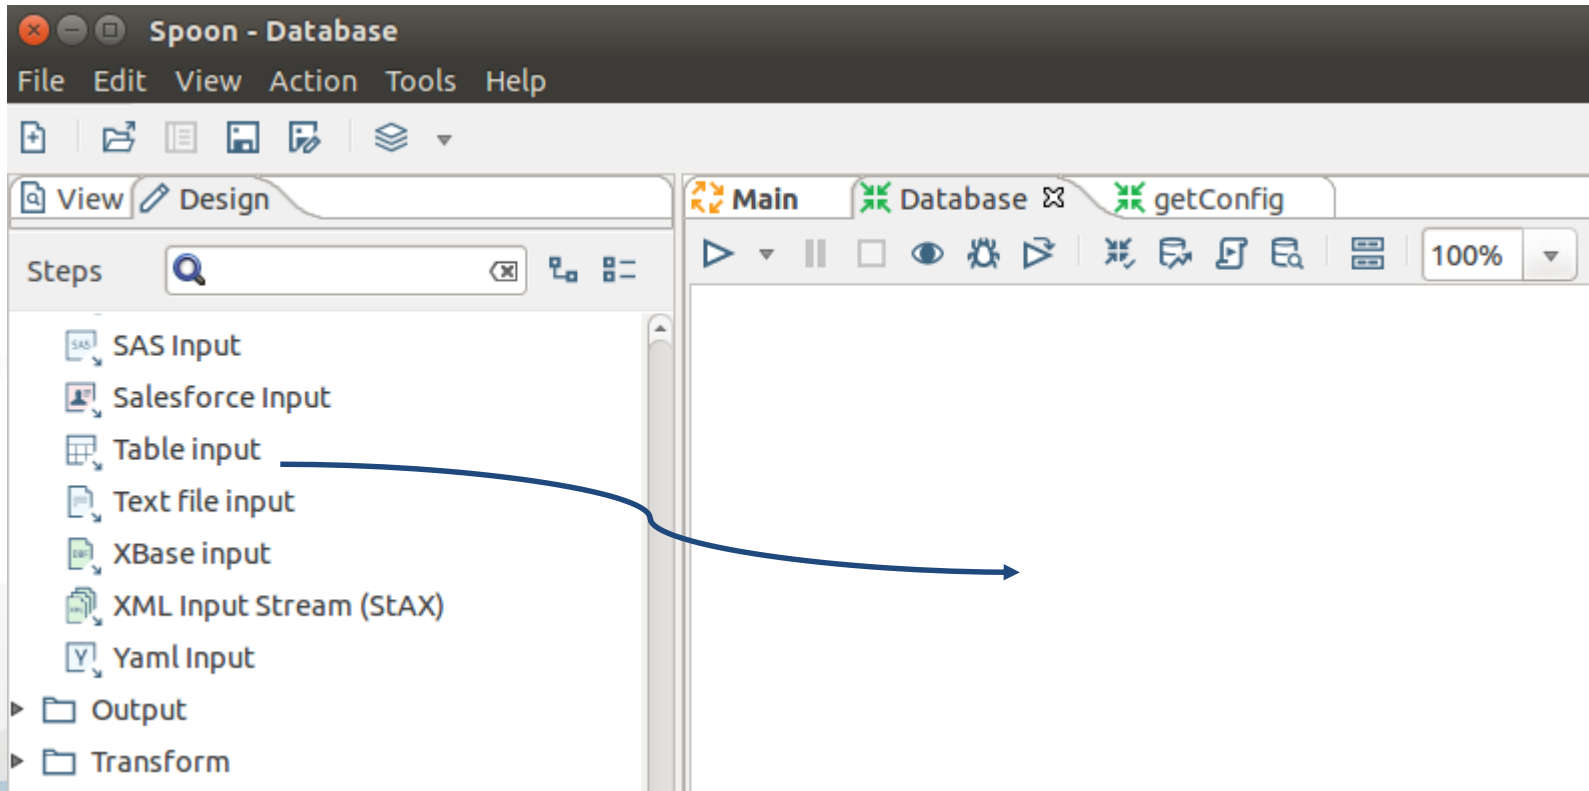 Spoon - Database
File Edit View Action Tools Help
View Design
Main Database getConfig
Steps
100%
SAS Input
Salesforce Input
Table input
Text file input
XBase input
XML Input Stream (StAX)
Yaml Input
Output
Transform